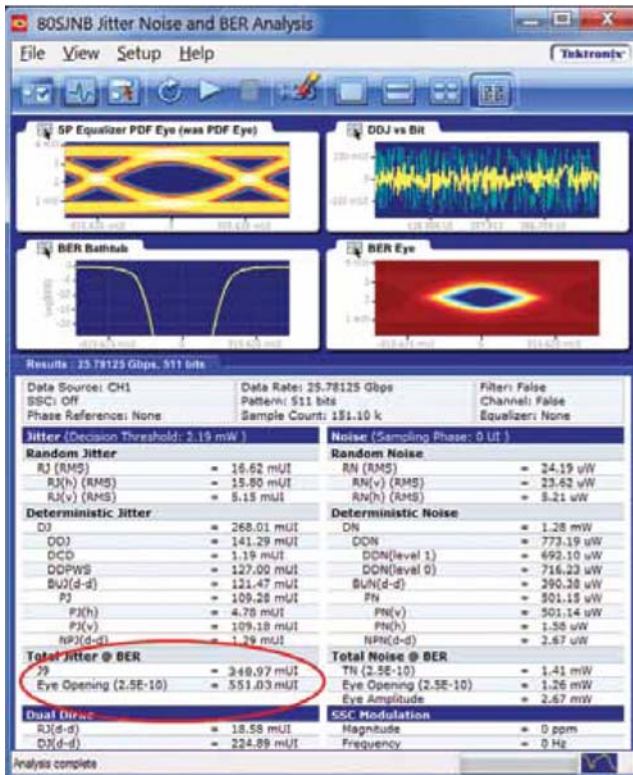 80SJNB Jitter Noise and BER Analysis
File View Setup Help
Tektronix
SP Equalizer PDF Eye (was PDF Eye)
DDJ vs Bit
BER Bathtub
BER Eye
Results : 25.78125 Gbps, 511 bits
Data Source: CH1 Data Rate: 25.78125 Gbps Filter: False
SSC: Off Pattern: 511 bits Channel: False
Phase Reference: None Sample Count: 151.10 k Equalizer: None
Jitter (Decision Threshold: 2.19 mW )
Random Jitter
RJ (RMS) = 16.62 mUI
RJ(h) (RMS) = 15.80 mUI
RJ(v) (RMS) = 5.15 mUI
Deterministic Jitter
DJ = 268.01 mUI
DDJ = 141.29 mUI
DCD = 1.19 mUI
DDPWS = 127.00 mUI
BUJ(d-d) = 121.47 mUI
PJ = 109.28 mUI
PJ(h) = 4.78 mUI
PJ(v) = 109.18 mUI
NPJ(d-d) = 1.29 mUI
Total Jitter @ BER
J9 = 348.97 mUI
Eye Opening (2.5E-10) = 551.03 mUI
Dual Dirac
RJ(d-d) = 18.58 mUI
DJ(d-d) = 224.89 mUI
Noise (Sampling Phase: 0 UI )
Random Noise
RN (RMS) = 24.19 uW
RN(v) (RMS) = 23.62 uW
RN(h) (RMS) = 5.21 uW
Deterministic Noise
DN = 1.28 mW
DDN = 773.19 uW
DDN(level 1) = 692.10 uW
DDN(level 0) = 716.23 uW
BUN(d-d) = 390.38 uW
PN = 501.15 uW
PN(v) = 501.14 uW
PN(h) = 1.58 uW
NPN(d-d) = 2.67 uW
Total Noise @ BER
TN (2.5E-10) = 1.41 mW
Eye Opening (2.5E-10) = 1.26 mW
Eye Amplitude = 2.67 mW
SSC Modulation
Magnitude = 0 ppm
Frequency = 0 Hz
Analysis complete